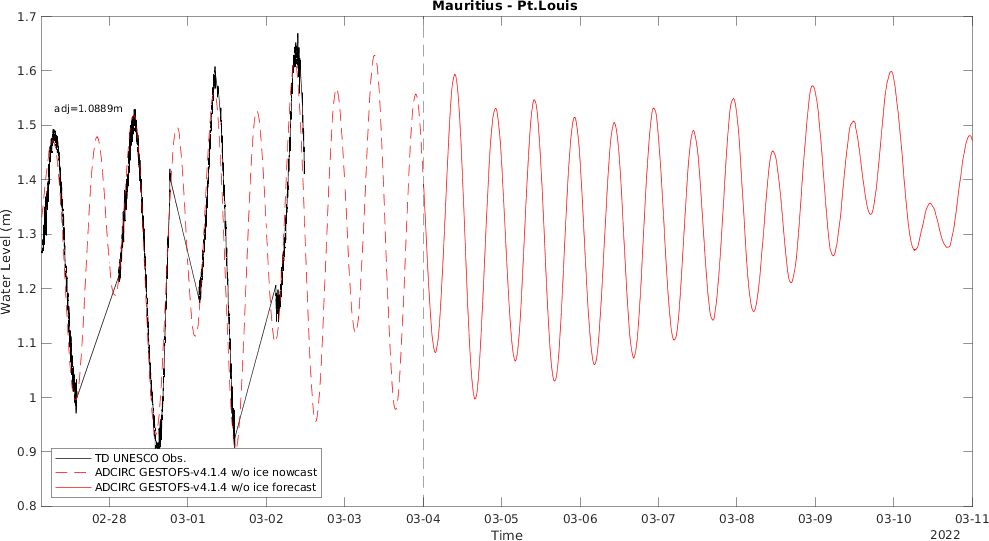 Mauritius - Pt.Louis
1.7
1.6
1.5
1.4
1.3
1.2
1.1
1
0.9
0.8
Water Level (m)
adj=1.0889m
TD UNESCO Obs.
ADCIRC GESTOFS-v4.1.4 w/o ice nowcast
ADCIRC GESTOFS-v4.1.4 w/o ice forecast
02-28 03-01 03-02 03-03 03-04 03-05 03-06 03-07 03-08 03-09 03-10 03-11
Time
2022